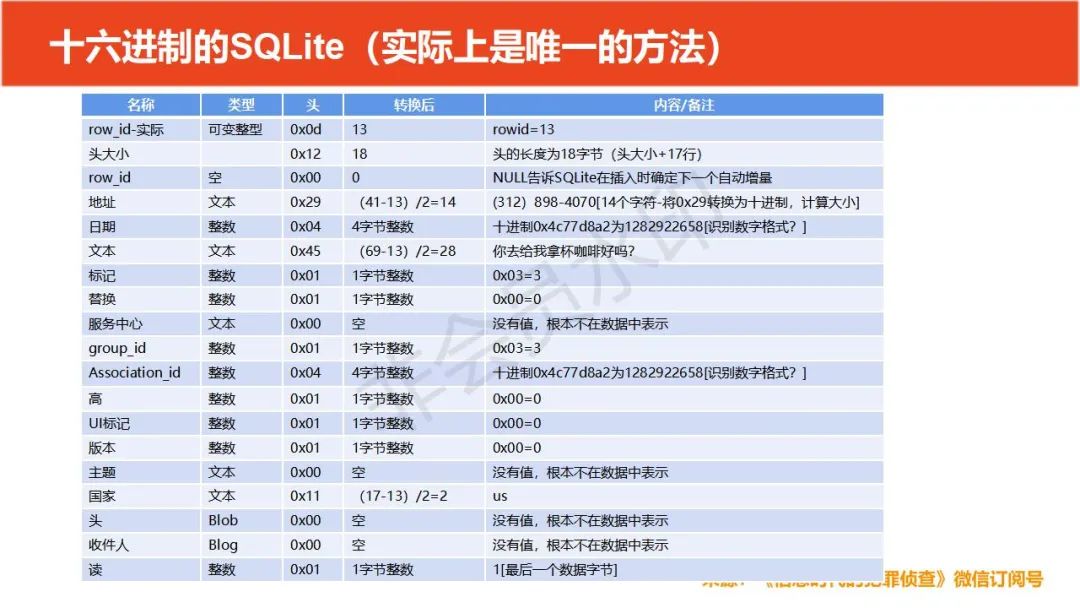 十六进制的SQLite（实际上是唯一的方法）
名称 类型 头 转换后 内容/备注
row_id-实际 可变整型 0x0d 13 rowid=13
头大小 0x12 18 头的长度为18字节（头大小+17行）
row_id 空 0x00 0 NULL告诉SQLite在插入时确定下一个自动增量
地址 文本 0x29 （41-13）/2=14 （312）898-4070[14个字符-将0x29转换为十进制，计算大小]
日期 整数 0x04 4字节整数 十进制0x4c77d8a2为1282922658[识别数字格式？]
文本 文本 0x45 （69-13）/2=28 你去给我拿杯咖啡好吗？
标记 整数 0x01 1字节整数 0x03=3
替换 整数 0x01 1字节整数 0x00=0
服务中心 文本 0x00 空 没有值，根本不在数据中表示
group_id 整数 0x01 1字节整数 0x03=3
Association_id 整数 0x04 4字节整数 十进制0x4c77d8a2为1282922658[识别数字格式？]
高 整数 0x01 1字节整数 0x00=0
UI标记 整数 0x01 1字节整数 0x00=0
版本 整数 0x01 1字节整数 0x00=0
主题 文本 0x00 空 没有值，根本不在数据中表示
国家 文本 0x11 （17-13）/2=2 us
头 Blob 0x00 空 没有值，根本不在数据中表示
收件人 Blog 0x00 空 没有值，根本不在数据中表示
读 整数 0x01 1字节整数 1[最后一个数据字节]
来源：《信息时代的犯罪侦查》微信订阅号
非会员水印